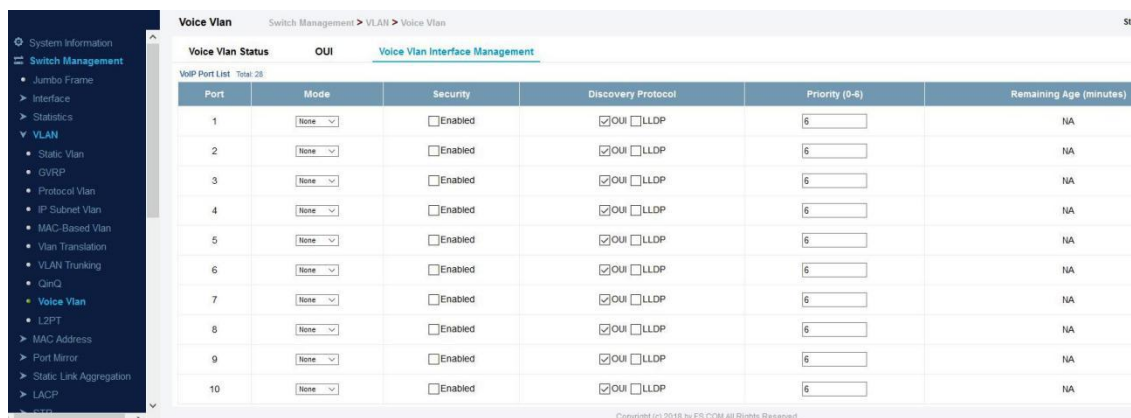 Voice Vlan
Switch Management > VLAN > Voice Vlan
St
System Information
Switch Management
Jumbo Frame
Interface
Statistics
VLAN
Static Vlan
GVRP
Protocol Vlan
IP Subnet Vlan
MAC-Based Vlan
Vlan Translation
VLAN Trunking
QinQ
Voice Vlan
L2PT
MAC Address
Port Mirror
Static Link Aggregation
LACP
STP
Voice Vlan Status OUI Voice Vlan Interface Management
VoIP Port List Total: 28
Port Mode Security Discovery Protocol Priority (0-6) Remaining Age (minutes)
1 None Enabled OUI LLDP 6 NA
2 None Enabled OUI LLDP 6 NA
3 None Enabled OUI LLDP 6 NA
4 None Enabled OUI LLDP 6 NA
5 None Enabled OUI LLDP 6 NA
6 None Enabled OUI LLDP 6 NA
7 None Enabled OUI LLDP 6 NA
8 None Enabled OUI LLDP 6 NA
9 None Enabled OUI LLDP 6 NA
10 None Enabled OUI LLDP 6 NA
Copyright (c) 2018 by FS.COM All Rights Reserved